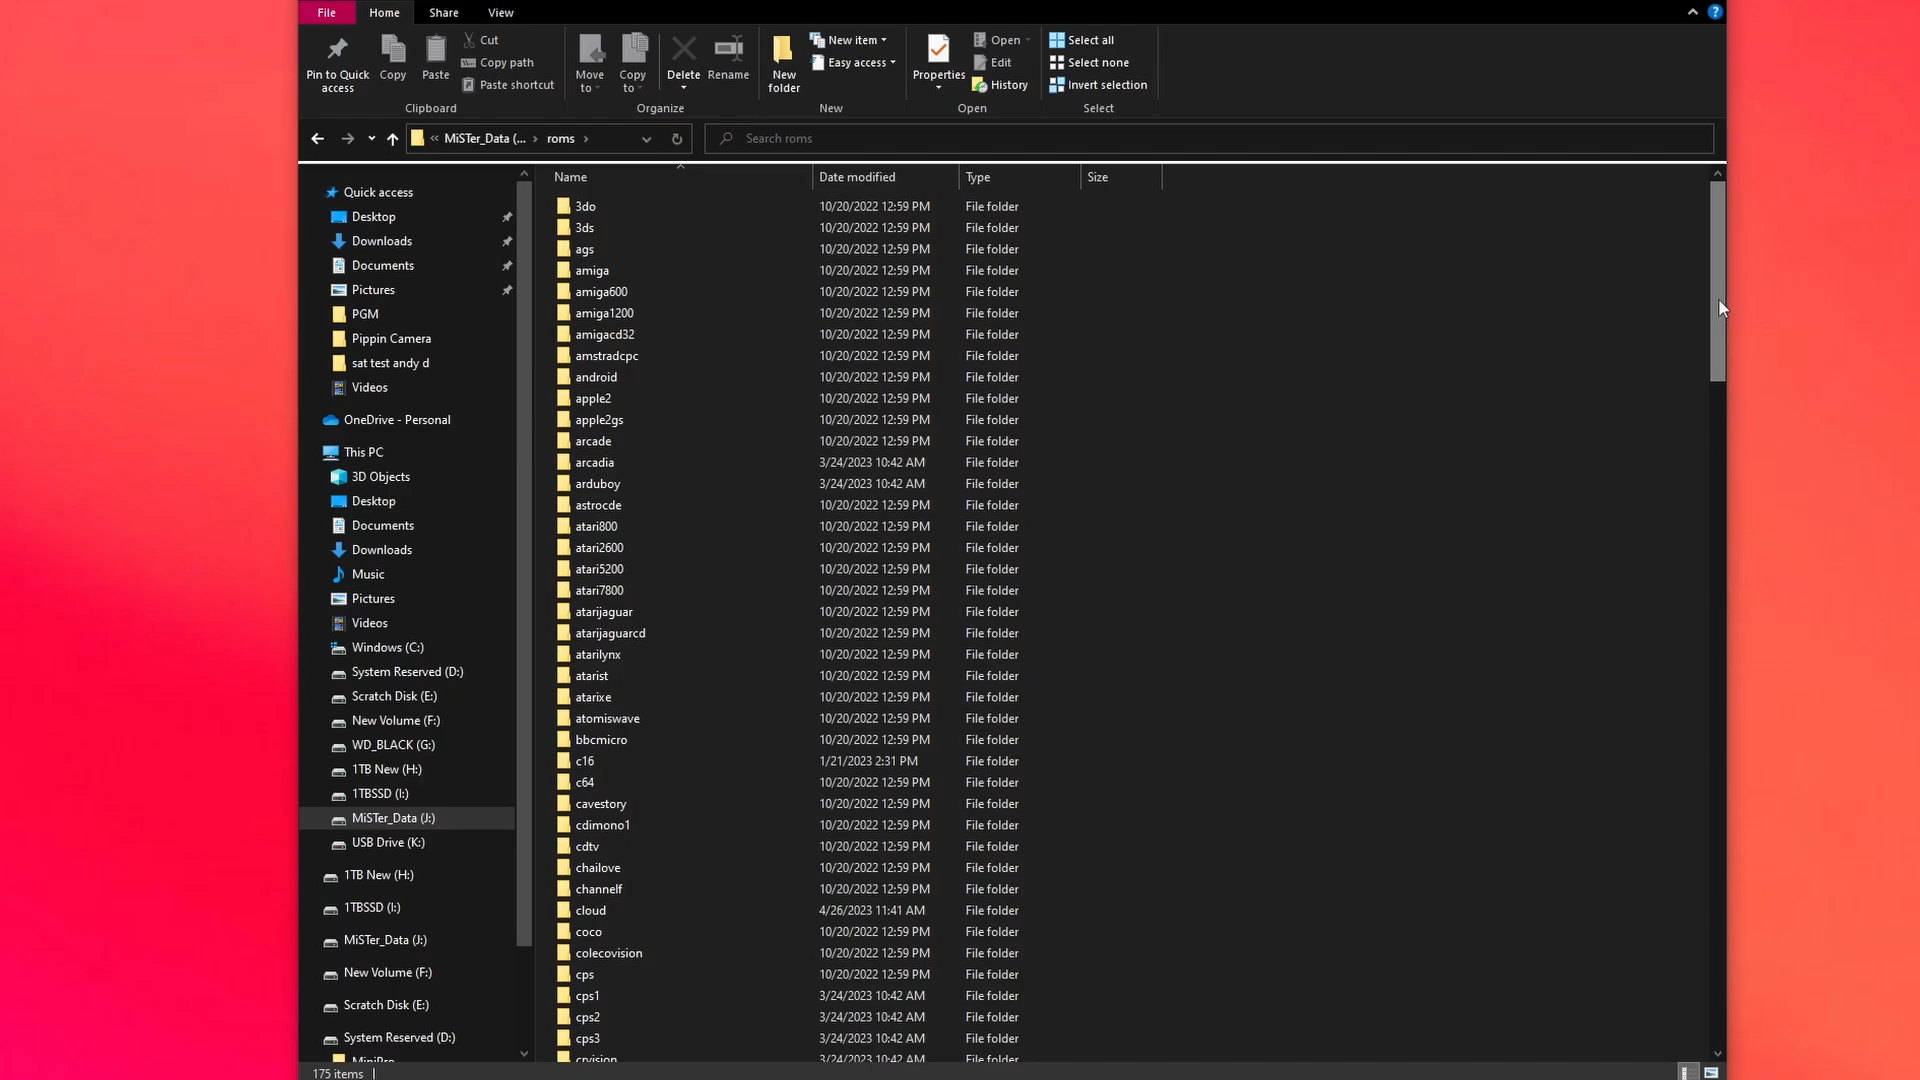 File Home Share View
Pin to Quick access
Copy
Paste
Cut
Copy path
Paste shortcut
Clipboard
Move to
Copy to
Delete
Rename
Organize
New folder
New item
Easy access
New
Properties
Open
Edit
History
Open
Select all
Select none
Invert selection
Select
« MiSTer_Data (... › roms ›
Search roms
Quick access
Desktop
Downloads
Documents
Pictures
PGM
Pippin Camera
sat test andy d
Videos
OneDrive - Personal
This PC
3D Objects
Desktop
Documents
Downloads
Music
Pictures
Videos
Windows (C:)
System Reserved (D:)
Scratch Disk (E:)
New Volume (F:)
WD_BLACK (G:)
1TB New (H:)
1TBSSD (I:)
MiSTer_Data (J:)
USB Drive (K:)
1TB New (H:)
1TBSSD (I:)
MiSTer_Data (J:)
New Volume (F:)
Scratch Disk (E:)
System Reserved (D:)
MiniPro
Name Date modified Type Size
3do 10/20/2022 12:59 PM File folder
3ds 10/20/2022 12:59 PM File folder
ags 10/20/2022 12:59 PM File folder
amiga 10/20/2022 12:59 PM File folder
amiga600 10/20/2022 12:59 PM File folder
amiga1200 10/20/2022 12:59 PM File folder
amigacd32 10/20/2022 12:59 PM File folder
amstradcpc 10/20/2022 12:59 PM File folder
android 10/20/2022 12:59 PM File folder
apple2 10/20/2022 12:59 PM File folder
apple2gs 10/20/2022 12:59 PM File folder
arcade 10/20/2022 12:59 PM File folder
arcadia 3/24/2023 10:42 AM File folder
arduboy 3/24/2023 10:42 AM File folder
astrocde 10/20/2022 12:59 PM File folder
atari800 10/20/2022 12:59 PM File folder
atari2600 10/20/2022 12:59 PM File folder
atari5200 10/20/2022 12:59 PM File folder
atari7800 10/20/2022 12:59 PM File folder
atarijaguar 10/20/2022 12:59 PM File folder
atarijaguarcd 10/20/2022 12:59 PM File folder
atarilynx 10/20/2022 12:59 PM File folder
atarist 10/20/2022 12:59 PM File folder
atarixe 10/20/2022 12:59 PM File folder
atomiswave 10/20/2022 12:59 PM File folder
bbcmicro 10/20/2022 12:59 PM File folder
c16 1/21/2023 2:31 PM File folder
c64 10/20/2022 12:59 PM File folder
cavestory 10/20/2022 12:59 PM File folder
cdimono1 10/20/2022 12:59 PM File folder
cdtv 10/20/2022 12:59 PM File folder
chailove 10/20/2022 12:59 PM File folder
channelf 10/20/2022 12:59 PM File folder
cloud 4/26/2023 11:41 AM File folder
coco 10/20/2022 12:59 PM File folder
colecovision 10/20/2022 12:59 PM File folder
cps 10/20/2022 12:59 PM File folder
cps1 3/24/2023 10:42 AM File folder
cps2 3/24/2023 10:42 AM File folder
cps3 3/24/2023 10:42 AM File folder
crvision 3/24/2023 10:42 AM File folder
175 items